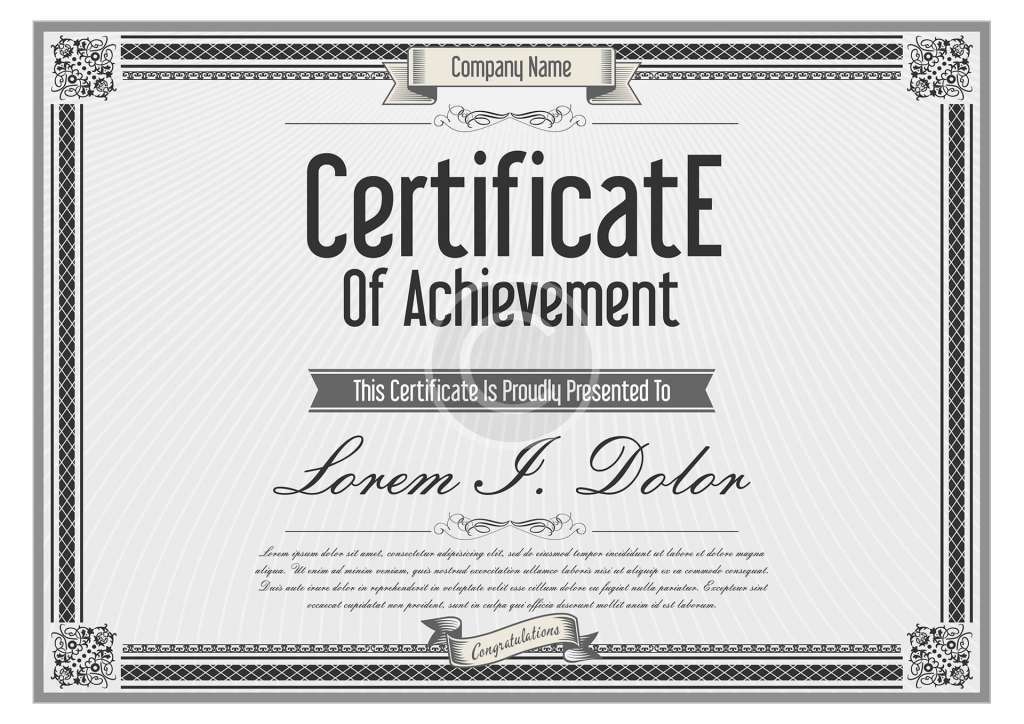 Company Name
CertificatE
Of Achievement
This Certificate Is Proudly Presented To
Lorem I. Dolor
Lorem ipsum dolor sit amet, consectetur adipisicing elit, sed do eiusmod tempor incididunt ut labore et dolore magna
aliqua. Ut enim ad minim veniam, quis nostrud exercitation ullamco laboris nisi ut aliquip ex ea commodo consequat.
Duis aute irure dolor in reprehenderit in voluptate velit esse cillum dolore eu fugiat nulla pariatur. Excepteur sint
occaecat cupidatat non proident, sunt in culpa qui officia deserunt mollit anim id est laborum.
Congratulations